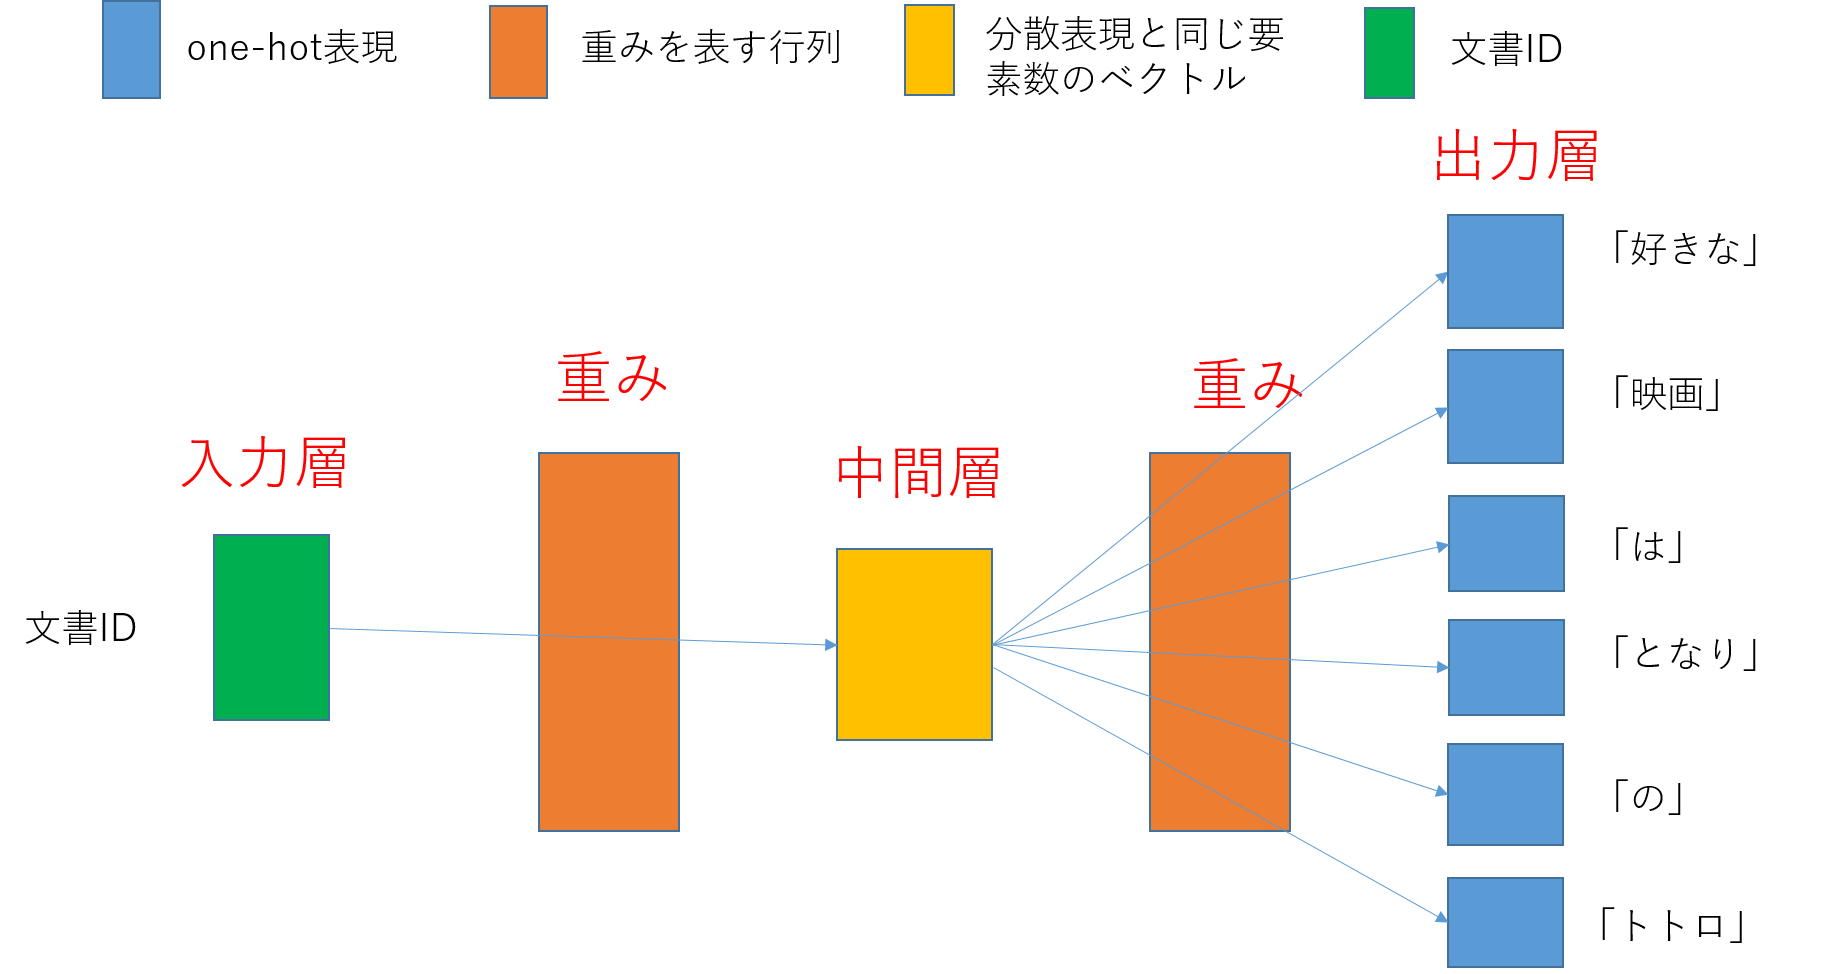 one-hot表現
重みを表す行列
分散表現と同じ要
素数のベクトル
文書ID
出力層
「好きな」
重み
重み
「映画」
入力層
中間層
「は」
文書ID
「となり」
「の」
「トトロ」